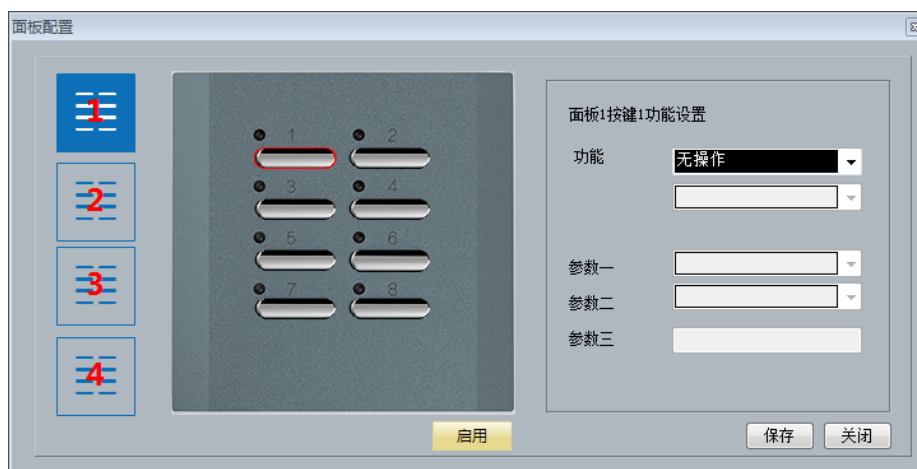 面板配置
1
2
3
4
1 2
3 4
5 6
7 8
启用
面板1按键1功能设置
功能 无操作
参数一
参数二
参数三
保存 关闭